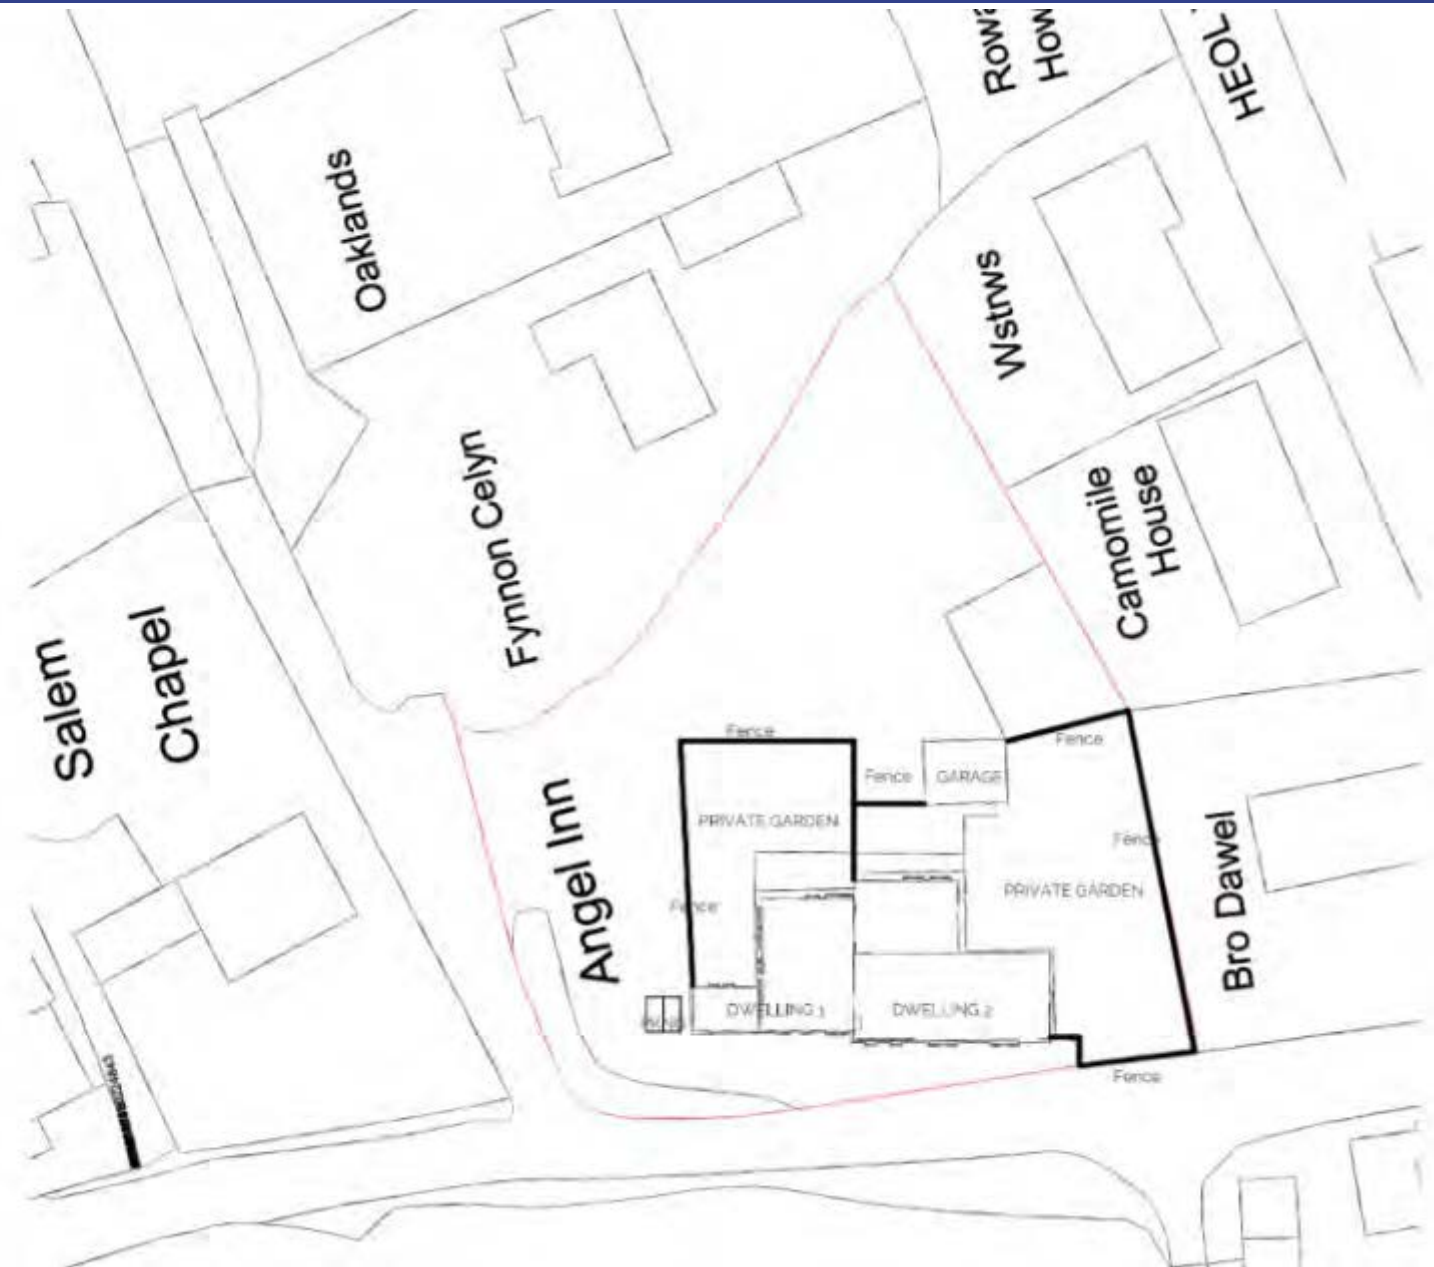 Rowa
How
HEOL
Oaklands
Wstnws
Fynnon Celyn
Camomile
House
Salem
Chapel
Angel Inn
Fence
Fence
GARAGE
Fence
PRIVATE GARDEN
Fence
PRIVATE GARDEN
Fence
Bro Dawel
DWELLING 1
DWELLING 2
Fence